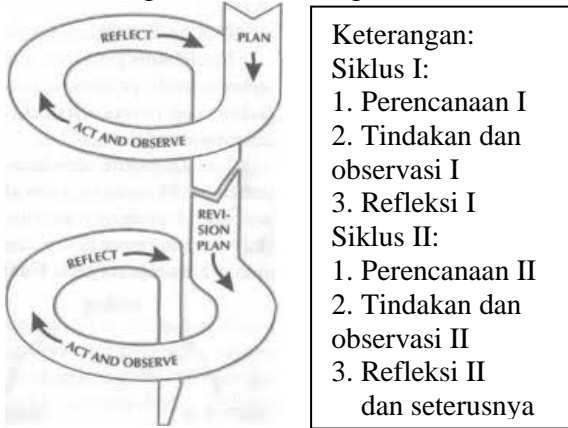 REFLECT
PLAN
ACT AND OBSERVE
REVI-
SION
PLAN
REFLECT
ACT AND OBSERVE
Keterangan:
Siklus I:
1. Perencanaan I
2. Tindakan dan
observasi I
3. Refleksi I
Siklus II:
1. Perencanaan II
2. Tindakan dan
observasi II
3. Refleksi II
dan seterusnya